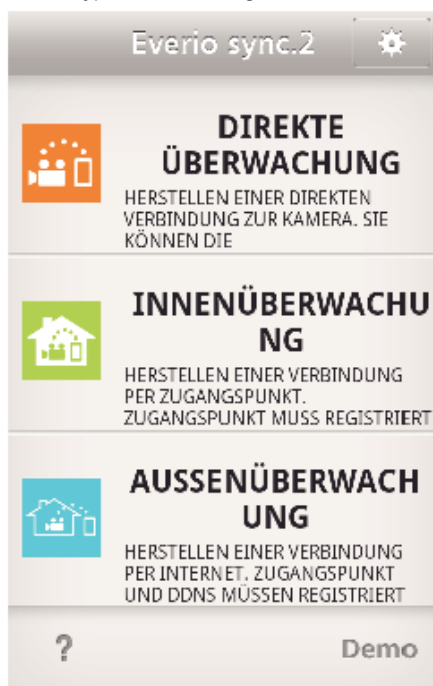 Everio sync.2
DIREKTE
ÜBERWACHUNG
HERSTELLEN EINER DIREKTEN
VERBINDUNG ZUR KAMERA. SIE
KÖNNEN DIE
INNENÜBERWACHU
NG
HERSTELLEN EINER VERBINDUNG
PER ZUGANGSPUNKT.
ZUGANGSPUNKT MUSS REGISTRIERT
AUSSENÜBERWACH
UNG
HERSTELLEN EINER VERBINDUNG
PER INTERNET. ZUGANGSPUNKT
UND DDNS MÜSSEN REGISTRIERT
? Demo